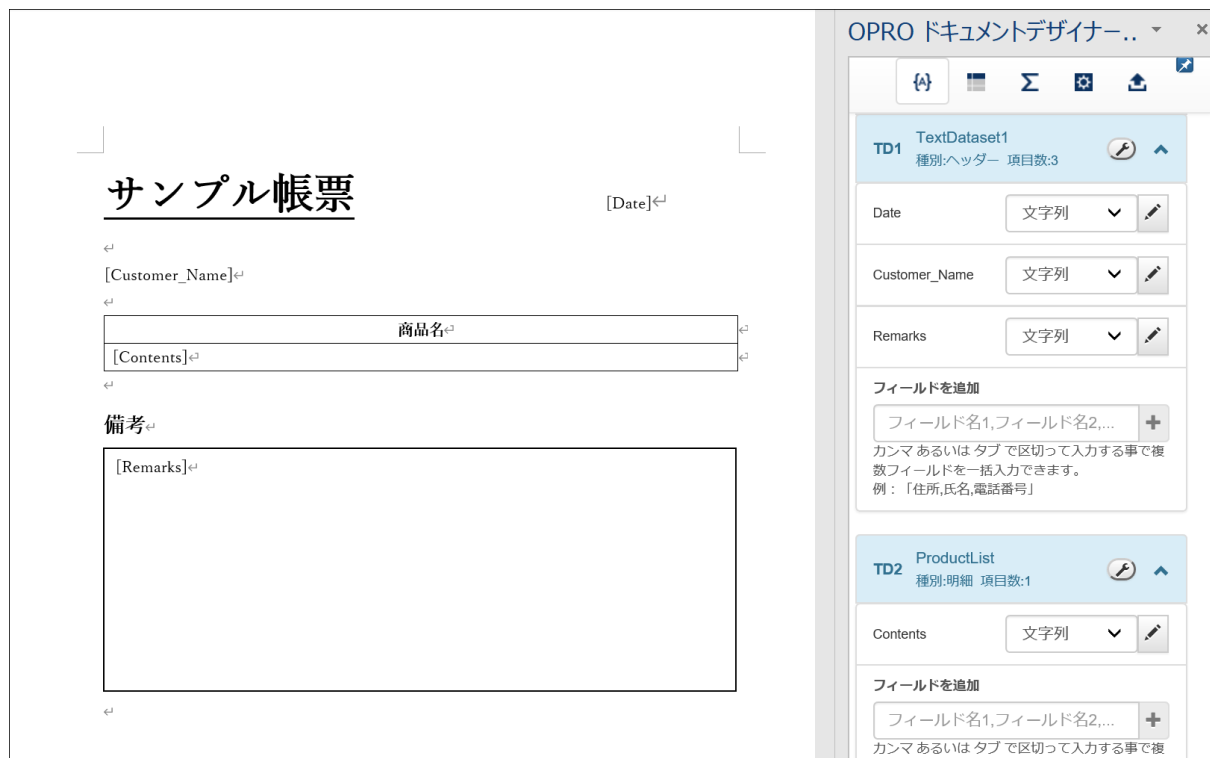 サンプル帳票
[Date]
[Customer_Name]
商品名
[Contents]
備考
[Remarks]
OPRO ドキュメントデザイナー..
{A}
TD1
TextDataset1
種別:ヘッダー 項目数:3
Date
文字列
Customer_Name
文字列
Remarks
文字列
フィールドを追加
フィールド名1,フィールド名2,...
カンマ あるいは タブ で区切って入力する事で複
数フィールドを一括入力できます。
例：「住所,氏名,電話番号」
TD2
ProductList
種別:明細 項目数:1
Contents
文字列
フィールドを追加
フィールド名1,フィールド名2,...
カンマ あるいは タブ で区切って入力する事で複